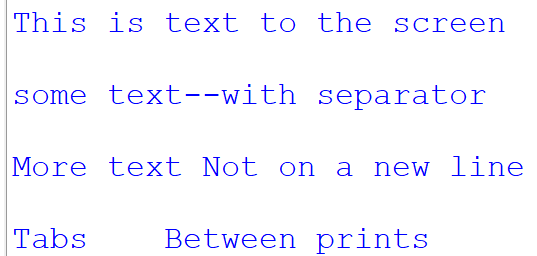 This is text to the screen
some text--with separator
More text Not on a new line
Tabs    Between prints